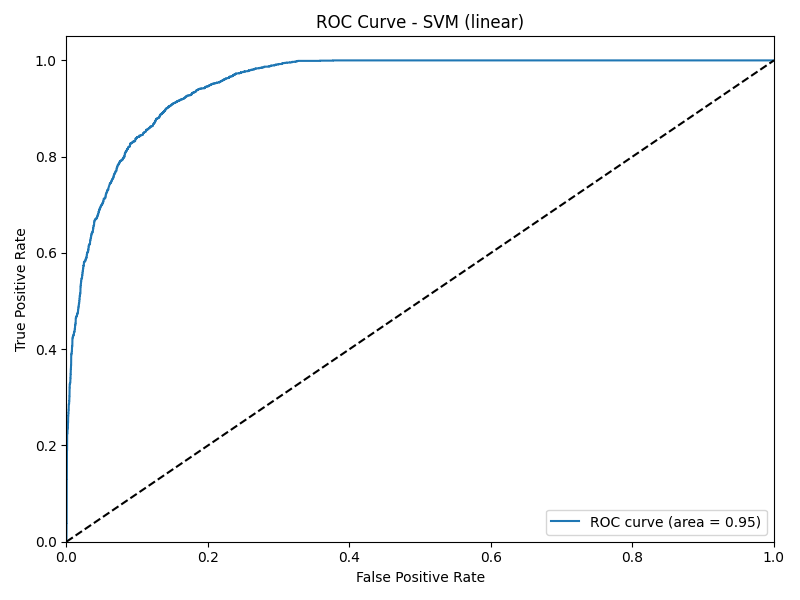 ROC Curve - SVM (linear)
True Positive Rate
1.0
0.8
0.6
0.4
0.2
0.0
0.0 0.2 0.4 0.6 0.8 1.0
False Positive Rate
ROC curve (area = 0.95)